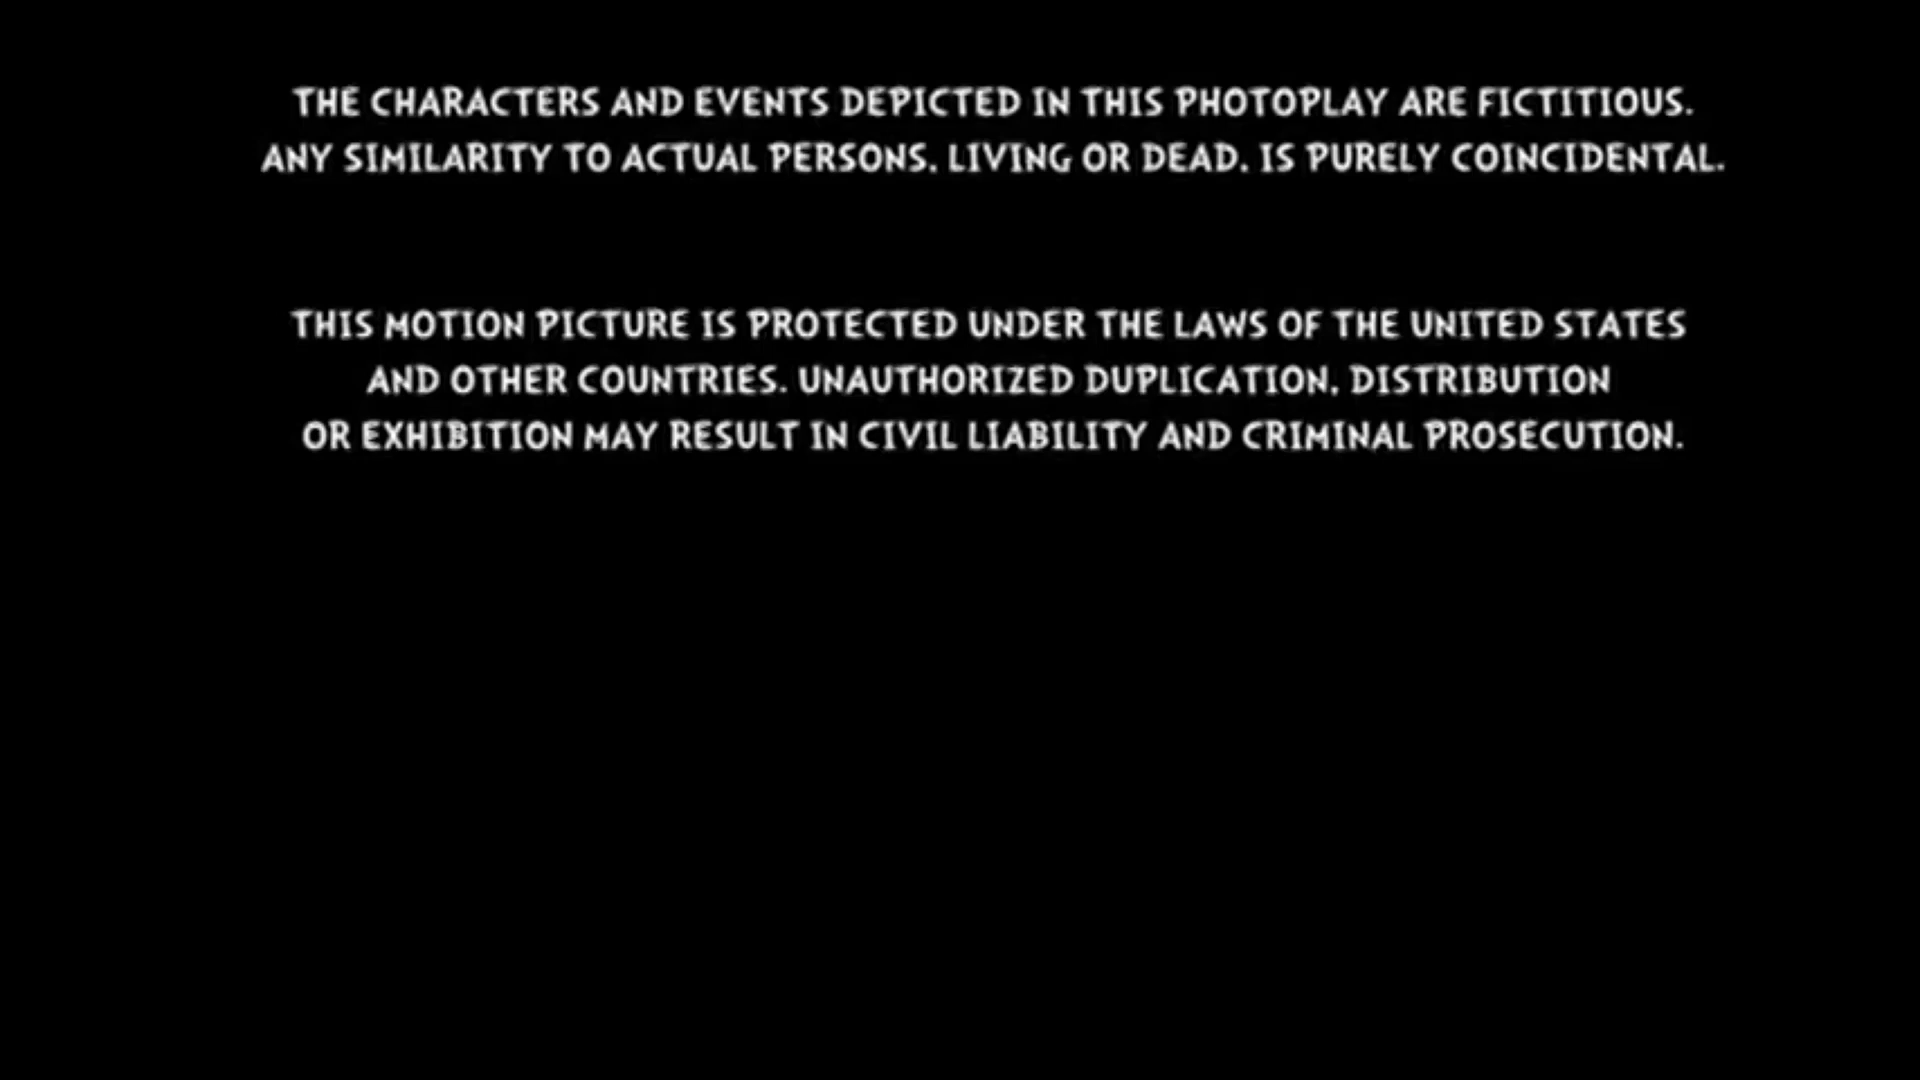 THE CHARACTERS AND EVENTS DEPICTED IN THIS PHOTOPLAY ARE FICTITIOUS.
ANY SIMILARITY TO ACTUAL PERSONS, LIVING OR DEAD, IS PURELY COINCIDENTAL.
THIS MOTION PICTURE IS PROTECTED UNDER THE LAWS OF THE UNITED STATES
AND OTHER COUNTRIES. UNAUTHORIZED DUPLICATION, DISTRIBUTION
OR EXHIBITION MAY RESULT IN CIVIL LIABILITY AND CRIMINAL PROSECUTION.